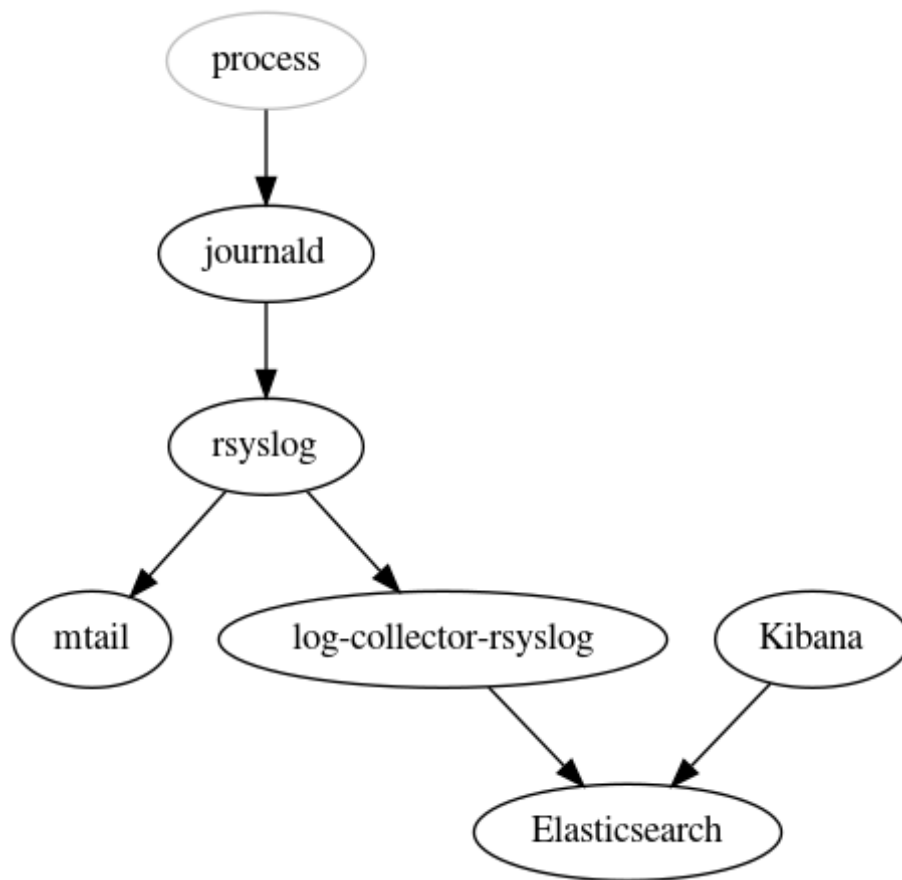 process
journald
rsyslog
mtail
log-collector-rsyslog
Kibana
Elasticsearch